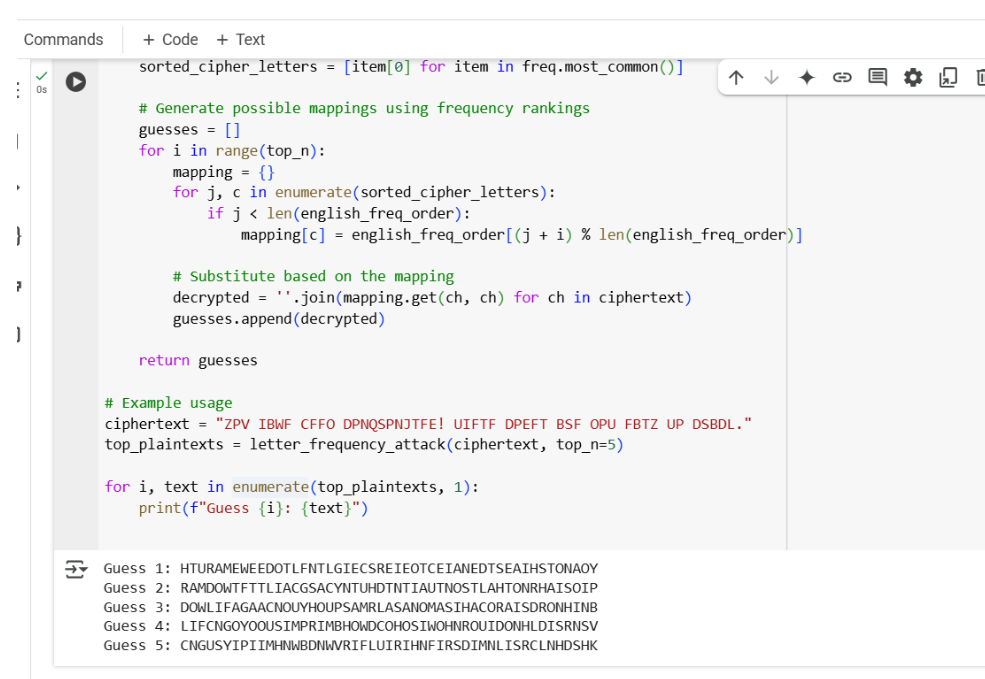 Commands + Code + Text
0s
sorted_cipher_letters = [item[0] for item in freq.most_common()]
# Generate possible mappings using frequency rankings
guesses = []
for i in range(top_n):
mapping = {}
for j, c in enumerate(sorted_cipher_letters):
if j < len(english_freq_order):
mapping[c] = english_freq_order[(j + i) % len(english_freq_order)]
# Substitute based on the mapping
decrypted = ''.join(mapping.get(ch, ch) for ch in ciphertext)
guesses.append(decrypted)
return guesses
# Example usage
ciphertext = "ZPV IBWF CFFO DPNQSPNJTFE! UIFTF DPEFT BSF OPU FBTZ UP DSBDL."
top_plaintexts = letter_frequency_attack(ciphertext, top_n=5)
for i, text in enumerate(top_plaintexts, 1):
print(f"Guess {i}: {text}")
Guess 1: HTURAMEWEEDOTLFNTLGIECSREIEOTCEIANEDTSEAIHSTONAOY
Guess 2: RAMDOWTFTTLIACGSACYNTUHDTNTIAUTNOSTLAHTONRHAISOIP
Guess 3: DOWLIFAGAACNOUYHOUPSAMRLASANOMASIHACORAISDRONHINB
Guess 4: LIFCNGOYOOUSIMPRIMBHOWDCOHOSIWOHNROUIDONHLDISRNSV
Guess 5: CNGUSYIPIIMHNWBDNWVRIFLUIRIHNFIRSDIMNLISRCLNHDSHK